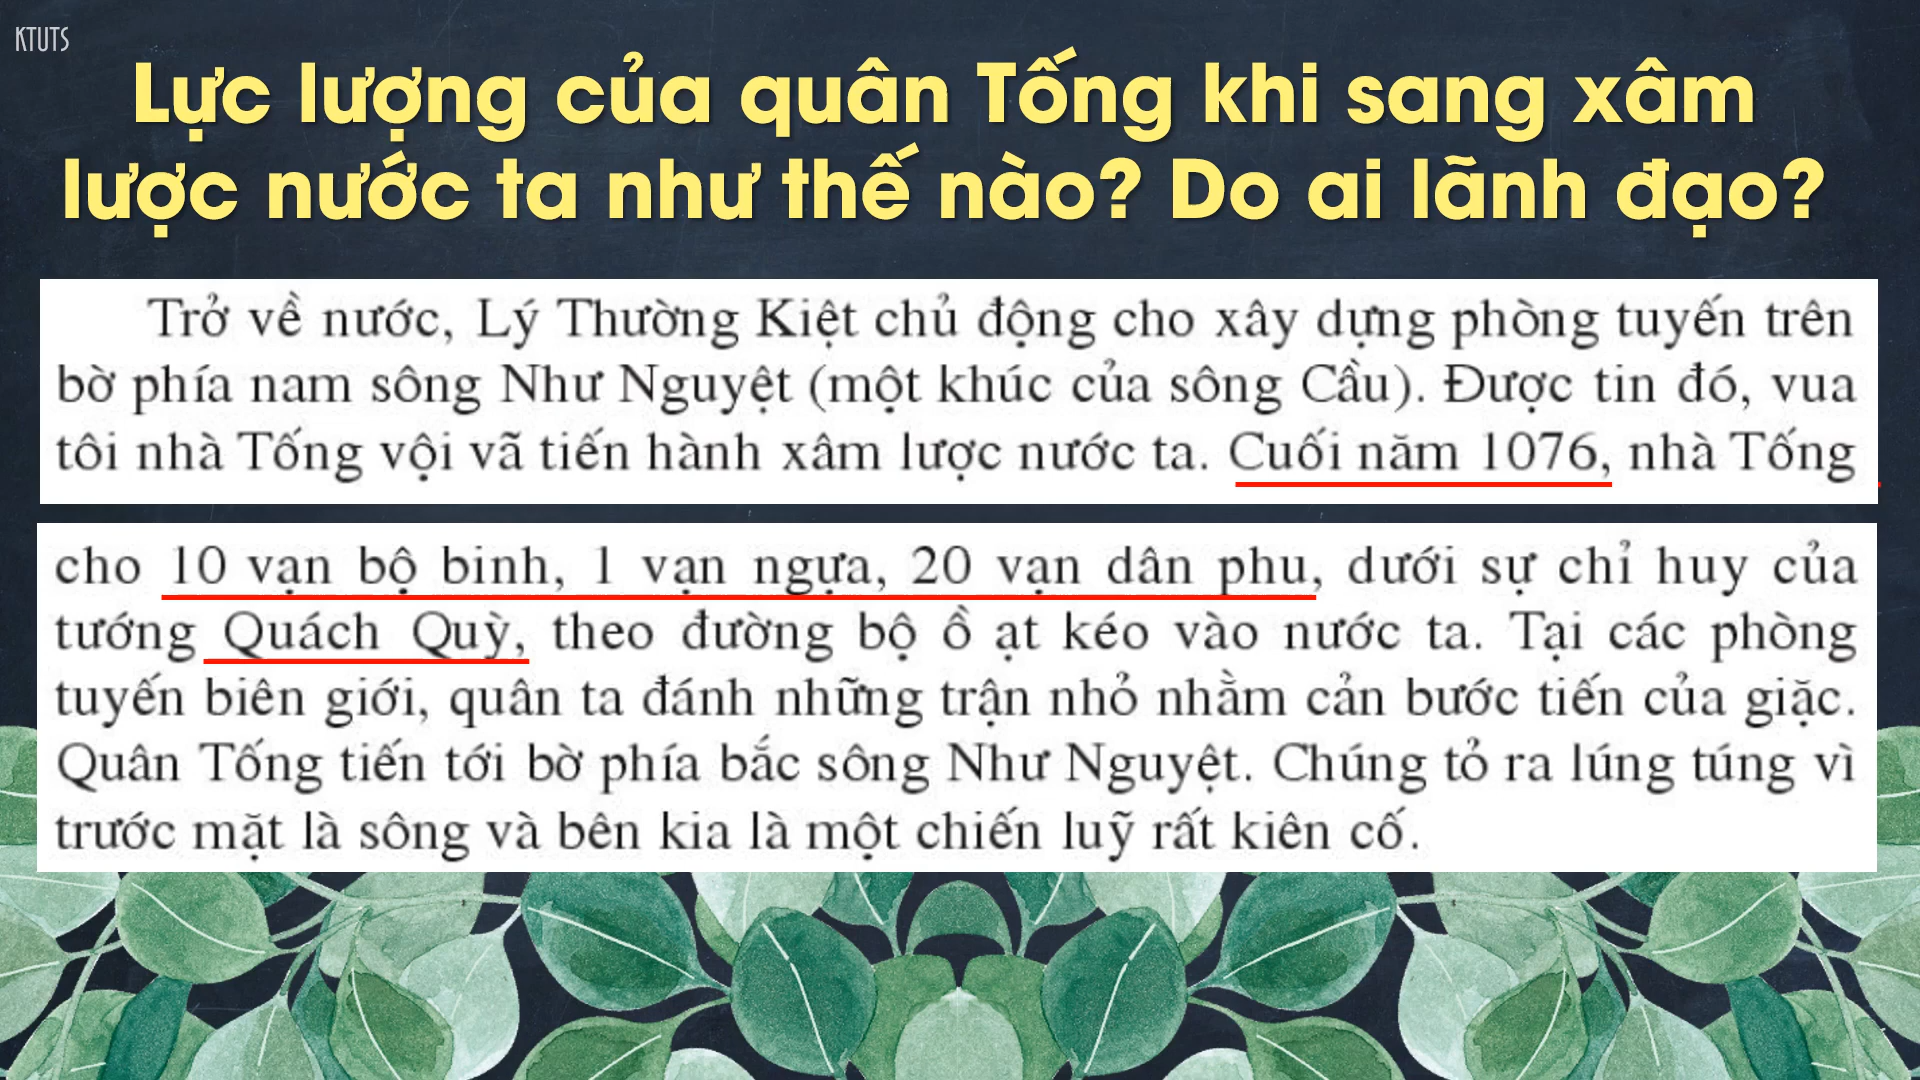 KTUTS
Lực lượng của quân Tống khi sang xâm
lược nước ta như thế nào? Do ai lãnh đạo?
Trở về nước, Lý Thường Kiệt chủ động cho xây dựng phòng tuyến trên
bờ phía nam sông Như Nguyệt (một khúc của sông Cầu). Được tin đó, vua
tôi nhà Tống vội vã tiến hành xâm lược nước ta. Cuối năm 1076, nhà Tống
cho 10 vạn bộ binh, 1 vạn ngựa, 20 vạn dân phu, dưới sự chỉ huy của
tướng Quách Quỳ, theo đường bộ ồ ạt kéo vào nước ta. Tại các phòng
tuyến biên giới, quân ta đánh những trận nhỏ nhằm cản bước tiến của giặc.
Quân Tống tiến tới bờ phía bắc sông Như Nguyệt. Chúng tỏ ra lúng túng vì
trước mặt là sông và bên kia là một chiến luỹ rất kiên cố.